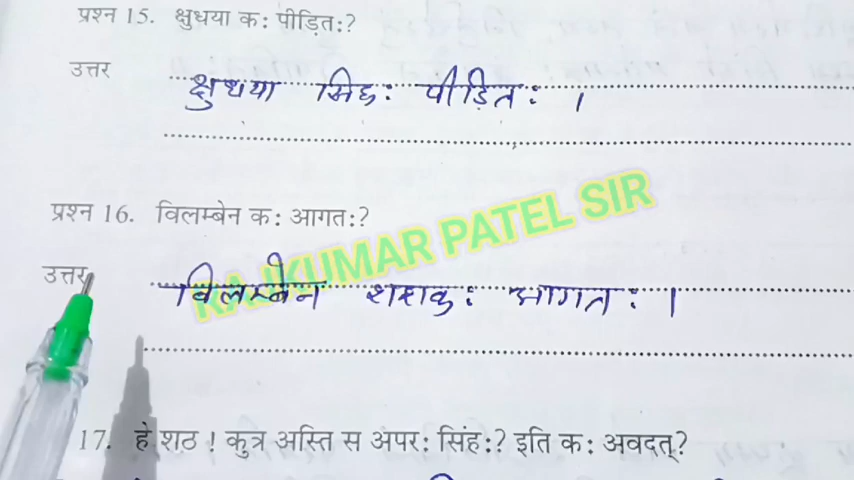 प्रश्न 15. क्षुधया कः पीड़ितः?
उत्तर क्षुधया सिंहः पीड़ितः ।
प्रश्न 16. विलम्बेन कः आगतः?
RAJKUMAR PATEL SIR
उत्तर विलम्बेन शशकः आगतः ।
17. हे शठ ! कुत्र अस्ति स अपरः सिंहः? इति कः अवदत्?